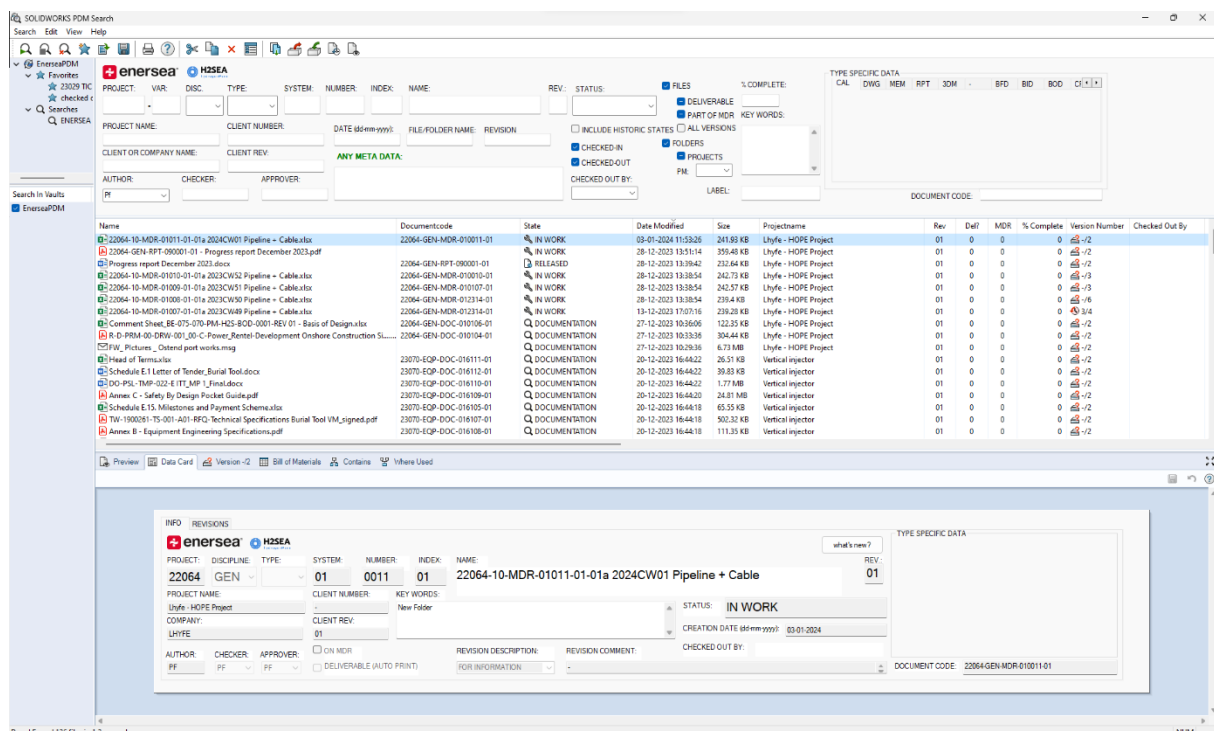 SOLIDWORKS PDM Search
Search Edit View Help
EnerseaPDM
Favorites
23029 TIC
checked c
Searches
ENERSEA
Search In Vaults
EnerseaPDM
enersea H2SEA
PROJECT: VAR: DISC. TYPE: SYSTEM: NUMBER: INDEX: NAME: REV.: STATUS: FILES % COMPLETE:
-
DELIVERABLE
PART OF MDR KEY WORDS:
PROJECT NAME: CLIENT NUMBER: DATE (dd-mm-yyyy): FILE/FOLDER NAME: REVISION INCLUDE HISTORIC STATES ALL VERSIONS
CHECKED-IN FOLDERS
CLIENT OR COMPANY NAME: CLIENT REV: ANY META DATA: CHECKED-OUT PROJECTS
PM:
AUTHOR: CHECKER: APPROVER: CHECKED OUT BY:
PF LABEL:
TYPE SPECIFIC DATA
CAL DWG MEM RPT 3DM - BFD BID BOD
DOCUMENT CODE:
Name Documentcode State Date Modified Size Projectname Rev Del? MDR % Complete Version Number Checked Out By
22064-10-MDR-01011-01-01a 2024CW01 Pipeline + Cable.xlsx 22064-GEN-MDR-010011-01 IN WORK 03-01-2024 11:53:26 241.93 KB Lhyfe - HOPE Project 01 0 0 0 -/2
22064-GEN-RPT-090001-01 - Progress report December 2023.pdf IN WORK 28-12-2023 13:51:14 359.48 KB Lhyfe - HOPE Project 01 0 0 0 -/2
Progress report December 2023.docx 22064-GEN-RPT-090001-01 RELEASED 28-12-2023 13:39:42 232.64 KB Lhyfe - HOPE Project 01 0 0 0 -/2
22064-10-MDR-01010-01-01a 2023CW52 Pipeline + Cable.xlsx 22064-GEN-MDR-010010-01 IN WORK 28-12-2023 13:38:54 242.73 KB Lhyfe - HOPE Project 01 0 0 0 -/3
22064-10-MDR-01009-01-01a 2023CW51 Pipeline + Cable.xlsx 22064-GEN-MDR-010107-01 IN WORK 28-12-2023 13:38:54 242.57 KB Lhyfe - HOPE Project 01 0 0 0 -/3
22064-10-MDR-01008-01-01a 2023CW50 Pipeline + Cable.xlsx 22064-GEN-MDR-012314-01 IN WORK 28-12-2023 13:38:54 239.4 KB Lhyfe - HOPE Project 01 0 0 0 -/6
22064-10-MDR-01007-01-01a 2023CW49 Pipeline + Cable.xlsx 22064-GEN-MDR-012314-01 IN WORK 13-12-2023 17:07:16 239.28 KB Lhyfe - HOPE Project 01 0 0 0 3/4
Comment Sheet_BE-075-070-PM-H2S-BOD-0001-REV 01 - Basis of Design.xlsx 22064-GEN-DOC-010106-01 DOCUMENTATION 27-12-2023 10:36:06 122.35 KB Lhyfe - HOPE Project 01 0 0 0 -/2
R-D-PRM-00-DRW-001_00-C-Power_Rentel-Development Onshore Construction Si...... 22064-GEN-DOC-010104-01 DOCUMENTATION 27-12-2023 10:33:36 304.44 KB Lhyfe - HOPE Project 01 0 0 0 -/2
FW_ Pictures _ Ostend port works.msg DOCUMENTATION 27-12-2023 10:29:36 6.73 MB Lhyfe - HOPE Project 01 0 0 0 -/2
Head of Terms.xlsx 23070-EQP-DOC-016111-01 DOCUMENTATION 20-12-2023 16:44:22 26.51 KB Vertical injector 01 0 0 0 -/2
Schedule E.1 Letter of Tender_Burial Tool.docx 23070-EQP-DOC-016112-01 DOCUMENTATION 20-12-2023 16:44:22 39.83 KB Vertical injector 01 0 0 0 -/2
DO-PSL-TMP-022-E ITT_MP 1_Final.docx 23070-EQP-DOC-016110-01 DOCUMENTATION 20-12-2023 16:44:22 1.77 MB Vertical injector 01 0 0 0 -/2
Annex C - Safety By Design Pocket Guide.pdf 23070-EQP-DOC-016109-01 DOCUMENTATION 20-12-2023 16:44:20 24.81 MB Vertical injector 01 0 0 0 -/2
Schedule E.15. Milestones and Payment Scheme.xlsx 23070-EQP-DOC-016105-01 DOCUMENTATION 20-12-2023 16:44:18 65.55 KB Vertical injector 01 0 0 0 -/2
TW-1900261-TS-001-A01-RFQ-Technical Specifications Burial Tool VM_signed.pdf 23070-EQP-DOC-016107-01 DOCUMENTATION 20-12-2023 16:44:18 502.32 KB Vertical injector 01 0 0 0 -/2
Annex B - Equipment Engineering Specifications.pdf 23070-EQP-DOC-016108-01 DOCUMENTATION 20-12-2023 16:44:18 111.35 KB Vertical injector 01 0 0 0 -/2
Preview Data Card Version -/2 Bill of Materials Contains Where Used
INFO REVISIONS
enersea H2SEA
what's new?
TYPE SPECIFIC DATA
PROJECT: DISCIPLINE: TYPE: SYSTEM: NUMBER: INDEX: NAME: REV.:
22064 GEN 01 0011 01 22064-10-MDR-01011-01-01a 2024CW01 Pipeline + Cable 01
PROJECT NAME: CLIENT NUMBER: KEY WORDS:
Lhyfe - HOPE Project - New Folder STATUS: IN WORK
COMPANY: CLIENT REV:
LHYFE 01 CREATION DATE (dd-mm-yyyy): 03-01-2024
AUTHOR: CHECKER: APPROVER: ON MDR REVISION DESCRIPTION: REVISION COMMENT: CHECKED OUT BY:
PF PF PF DELIVERABLE (AUTO PRINT) FOR INFORMATION - DOCUMENT CODE: 22064-GEN-MDR-010011-01